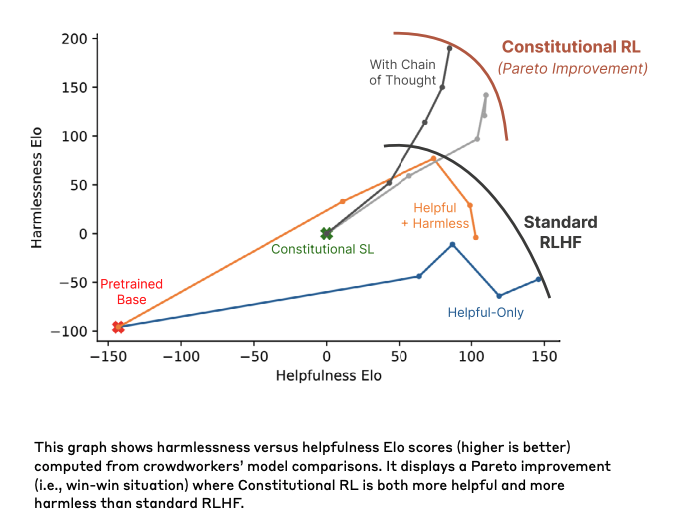 200
150
100
50
0
−50
−100
Harmlessness Elo
With Chain
of Thought
Constitutional RL
(Pareto Improvement)
Helpful
+ Harmless
Standard
RLHF
Constitutional SL
Pretrained
Base
Helpful-Only
−150
−100
−50
0
50
100
150
Helpfulness Elo
This graph shows harmlessness versus helpfulness Elo scores (higher is better)
computed from crowdworkers’ model comparisons. It displays a Pareto improvement
(i.e., win-win situation) where Constitutional RL is both more helpful and more
harmless than standard RLHF.